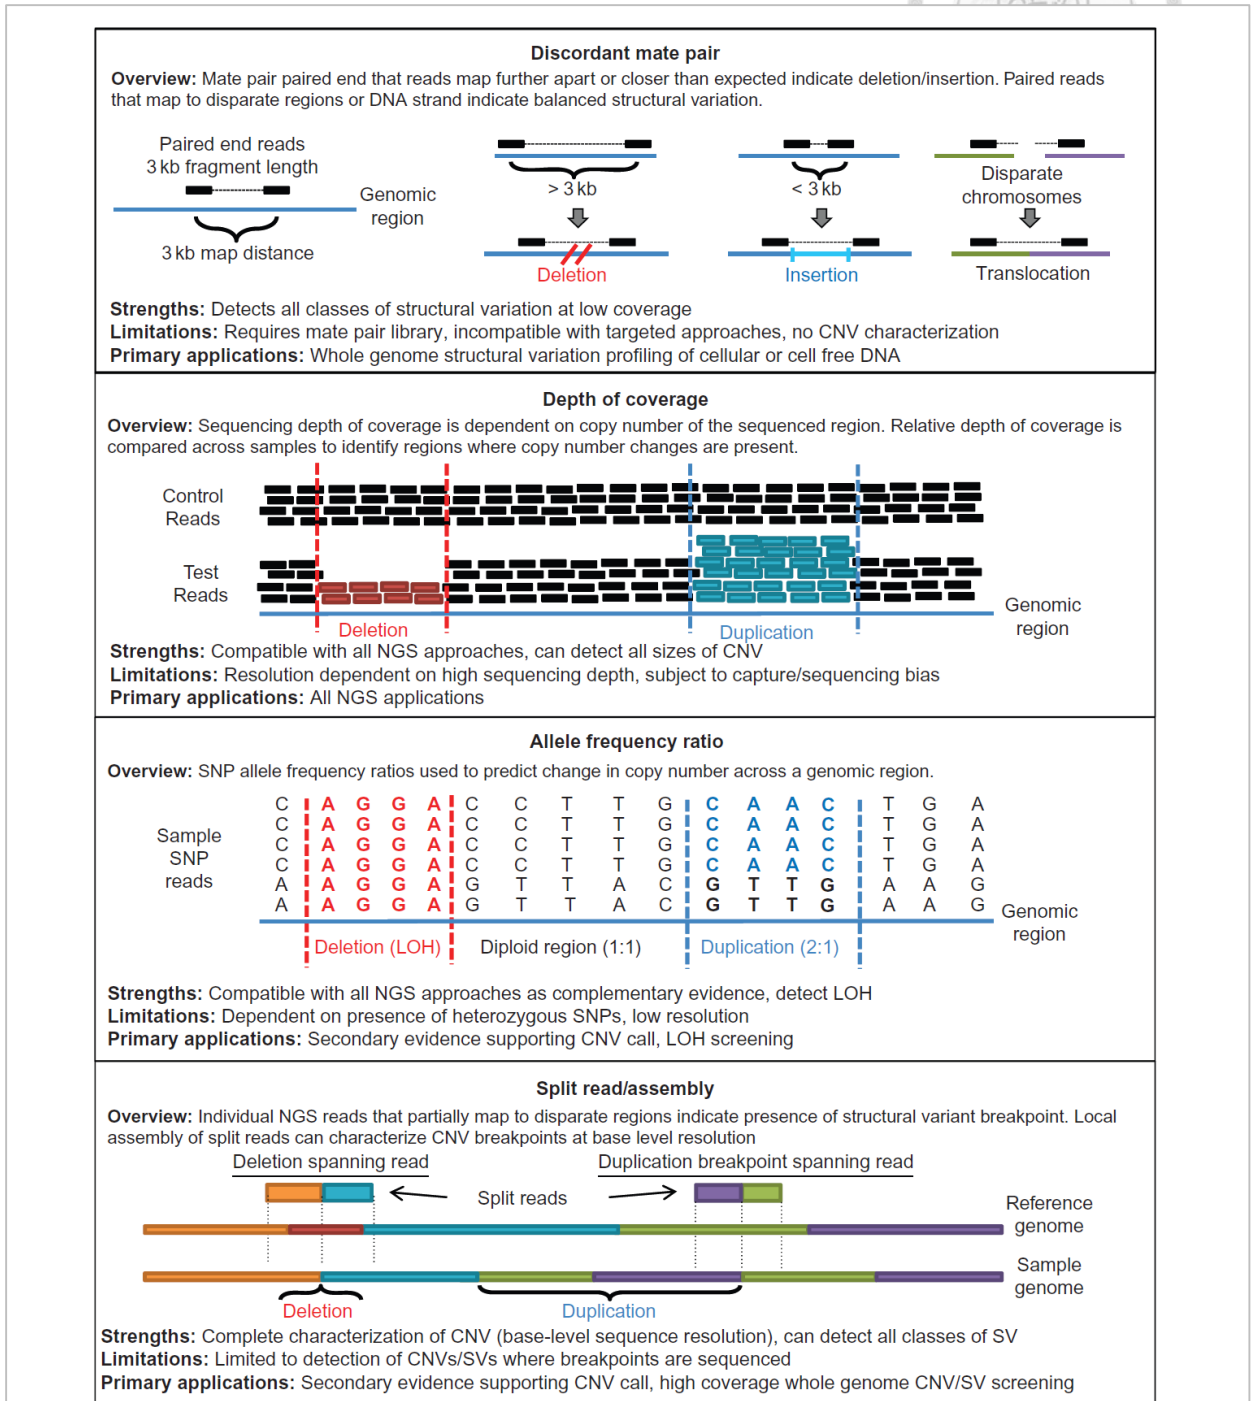 Discordant mate pair
Overview: Mate pair paired end that reads map further apart or closer than expected indicate deletion/insertion. Paired reads
that map to disparate regions or DNA strand indicate balanced structural variation.
Paired end reads
3 kb fragment length
Genomic
region
3 kb map distance
> 3 kb
Deletion
< 3 kb
Insertion
Disparate
chromosomes
Translocation
Strengths: Detects all classes of structural variation at low coverage
Limitations: Requires mate pair library, incompatible with targeted approaches, no CNV characterization
Primary applications: Whole genome structural variation profiling of cellular or cell free DNA
Depth of coverage
Overview: Sequencing depth of coverage is dependent on copy number of the sequenced region. Relative depth of coverage is
compared across samples to identify regions where copy number changes are present.
Control
Reads
Test
Reads
Genomic
region
Deletion
Duplication
Strengths: Compatible with all NGS approaches, can detect all sizes of CNV
Limitations: Resolution dependent on high sequencing depth, subject to capture/sequencing bias
Primary applications: All NGS applications
Allele frequency ratio
Overview: SNP allele frequency ratios used to predict change in copy number across a genomic region.
Sample
SNP
reads
C A G G A C C T T G C A A C T G A
C A G G A C C T T G C A A C T G A
C A G G A C C T T G C A A C T G A
C A G G A C C T T G C A A C T G A
A A G G A G T T A C G T T G A A G
A A G G A G T T A C G T T G A A G
Genomic
region
Deletion (LOH) Diploid region (1:1) Duplication (2:1)
Strengths: Compatible with all NGS approaches as complementary evidence, detect LOH
Limitations: Dependent on presence of heterozygous SNPs, low resolution
Primary applications: Secondary evidence supporting CNV call, LOH screening
Split read/assembly
Overview: Individual NGS reads that partially map to disparate regions indicate presence of structural variant breakpoint. Local
assembly of split reads can characterize CNV breakpoints at base level resolution
Deletion spanning read
Duplication breakpoint spanning read
Split reads
Reference
genome
Sample
genome
Deletion
Duplication
Strengths: Complete characterization of CNV (base-level sequence resolution), can detect all classes of SV
Limitations: Limited to detection of CNVs/SVs where breakpoints are sequenced
Primary applications: Secondary evidence supporting CNV call, high coverage whole genome CNV/SV screening